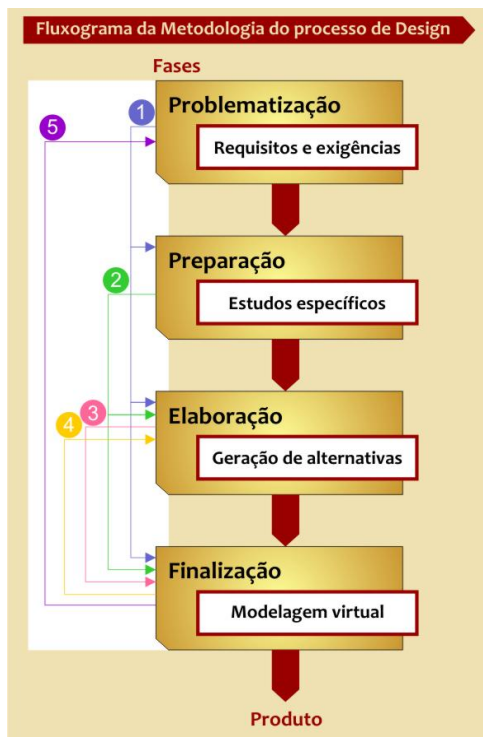 Fluxograma da Metodologia do processo de Design
Fases
1
Problematização
5
Requisitos e exigências
Preparação
2
Estudos específicos
3
Elaboração
4
Geração de alternativas
Finalização
Modelagem virtual
Produto